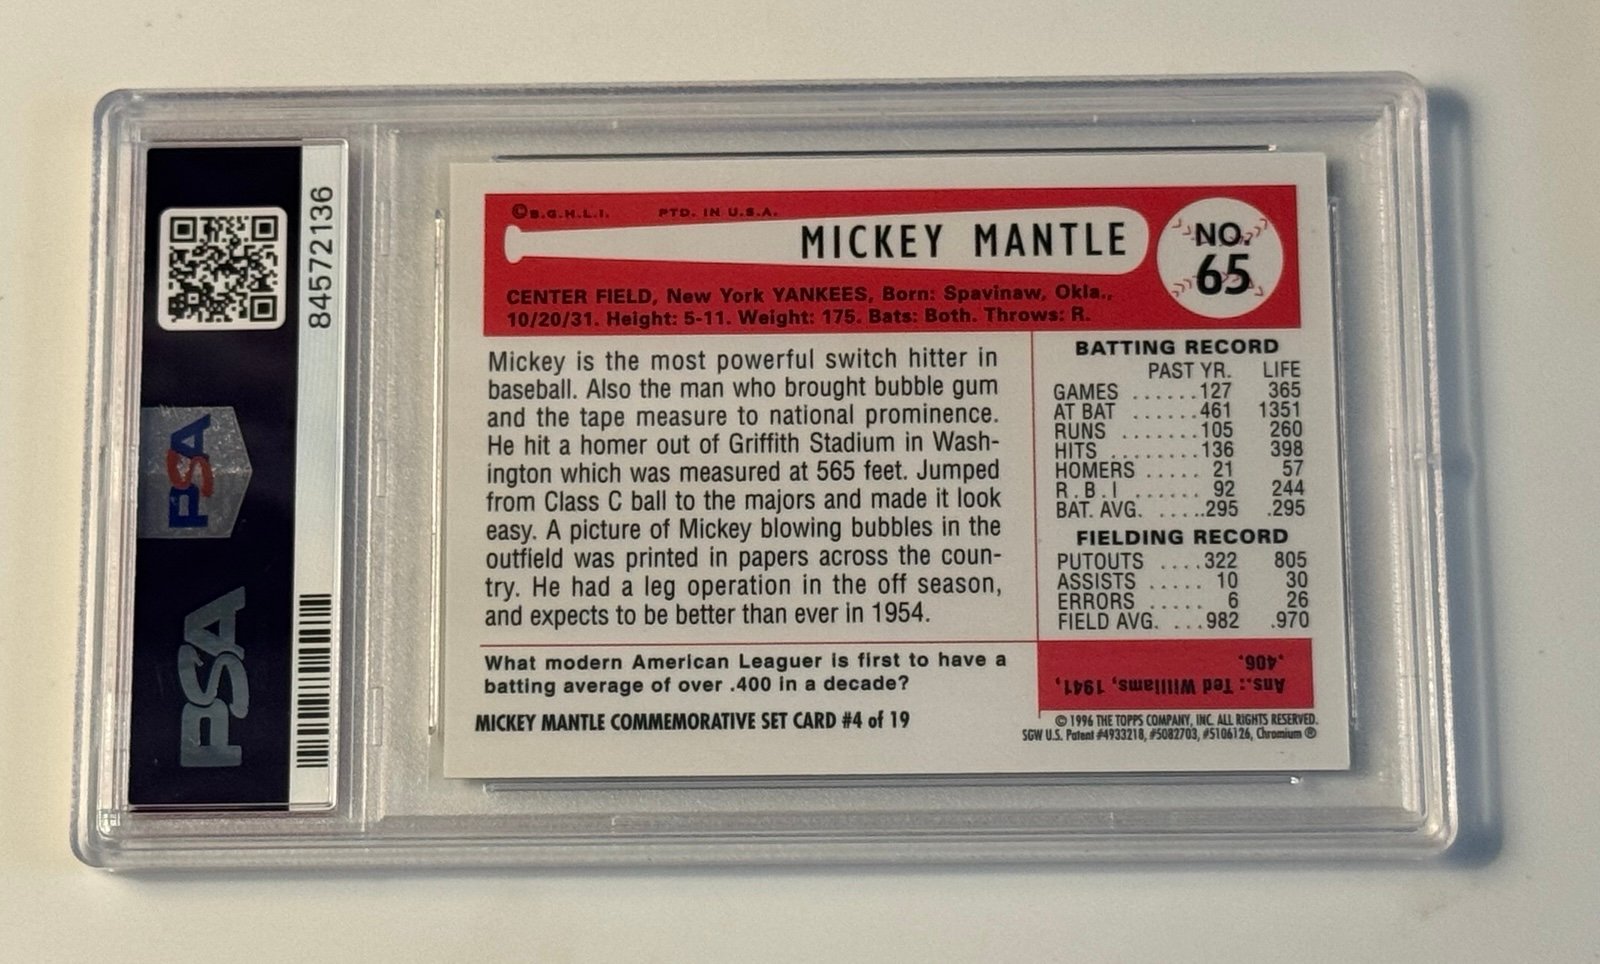 84572136
PSA
PSA
©B.G.H.L.I. PTD. IN U.S.A.
MICKEY MANTLE
NO. 65
CENTER FIELD, New York YANKEES, Born: Spavinaw, Okla.,
10/20/31. Height: 5-11. Weight: 175. Bats: Both. Throws: R.
Mickey is the most powerful switch hitter in
baseball. Also the man who brought bubble gum
and the tape measure to national prominence.
He hit a homer out of Griffith Stadium in Wash-
ington which was measured at 565 feet. Jumped
from Class C ball to the majors and made it look
easy. A picture of Mickey blowing bubbles in the
outfield was printed in papers across the coun-
try. He had a leg operation in the off season,
and expects to be better than ever in 1954.
BATTING RECORD
PAST YR. LIFE
GAMES ......127 365
AT BAT ......461 1351
RUNS .......105 260
HITS ........136 398
HOMERS ..... 21 57
R.B.I ...... 92 244
BAT. AVG. .....295 .295
FIELDING RECORD
PUTOUTS ....322 805
ASSISTS ..... 10 30
ERRORS ..... 6 26
FIELD AVG. ...982 .970
What modern American Leaguer is first to have a
batting average of over .400 in a decade?
Ans.: Ted Williams, 1941,
.406.
MICKEY MANTLE COMMEMORATIVE SET CARD #4 of 19
© 1996 THE TOPPS COMPANY, INC. ALL RIGHTS RESERVED.
SGW U.S. Patent #4933218, #5082703, #5106126, Chromium ®